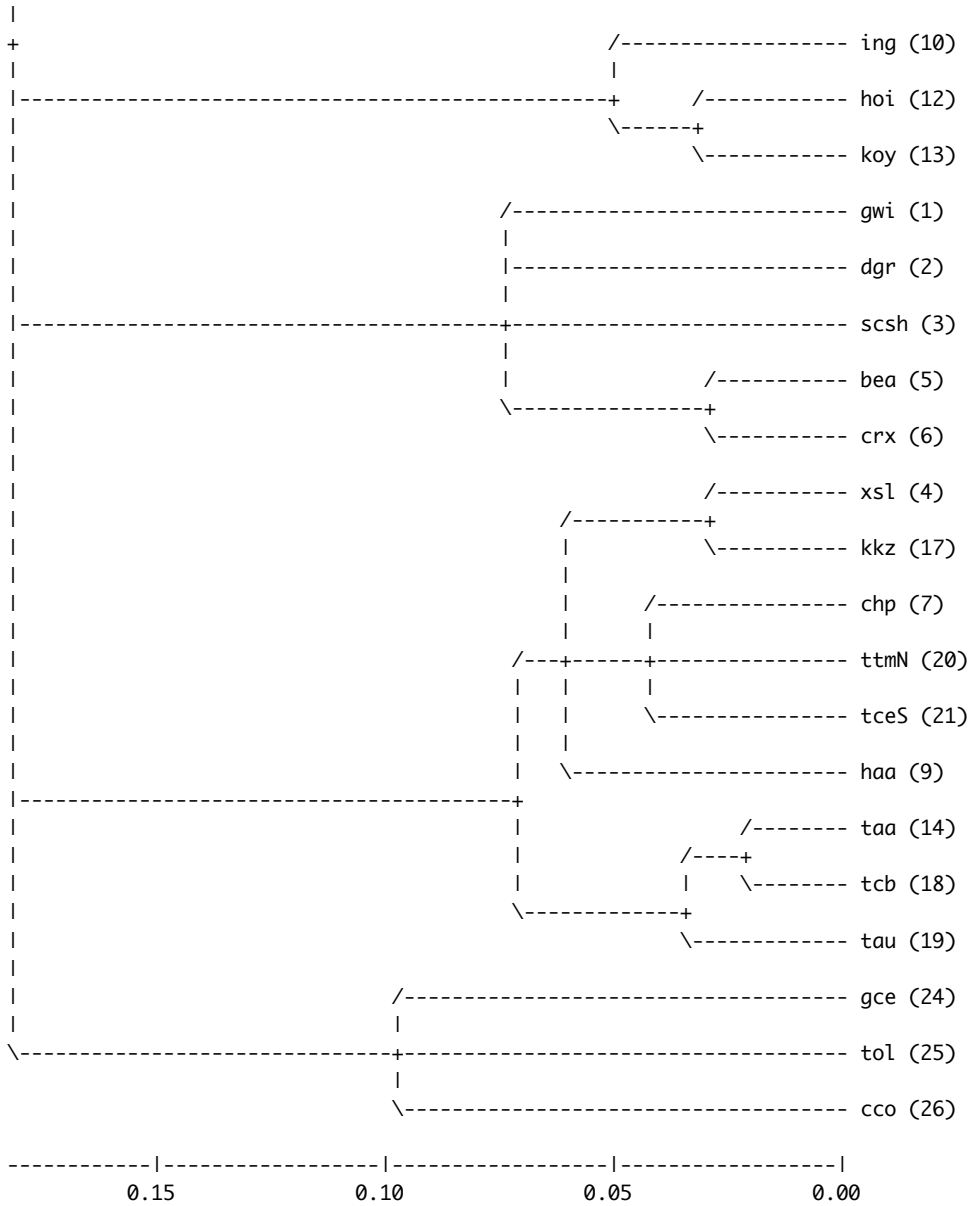 ing (10)
hoi (12)
koy (13)
gwi (1)
dgr (2)
scsh (3)
bea (5)
crx (6)
xsl (4)
kkz (17)
chp (7)
ttmN (20)
tceS (21)
haa (9)
taa (14)
tcb (18)
tau (19)
gce (24)
tol (25)
cco (26)
0.15 0.10 0.05 0.00